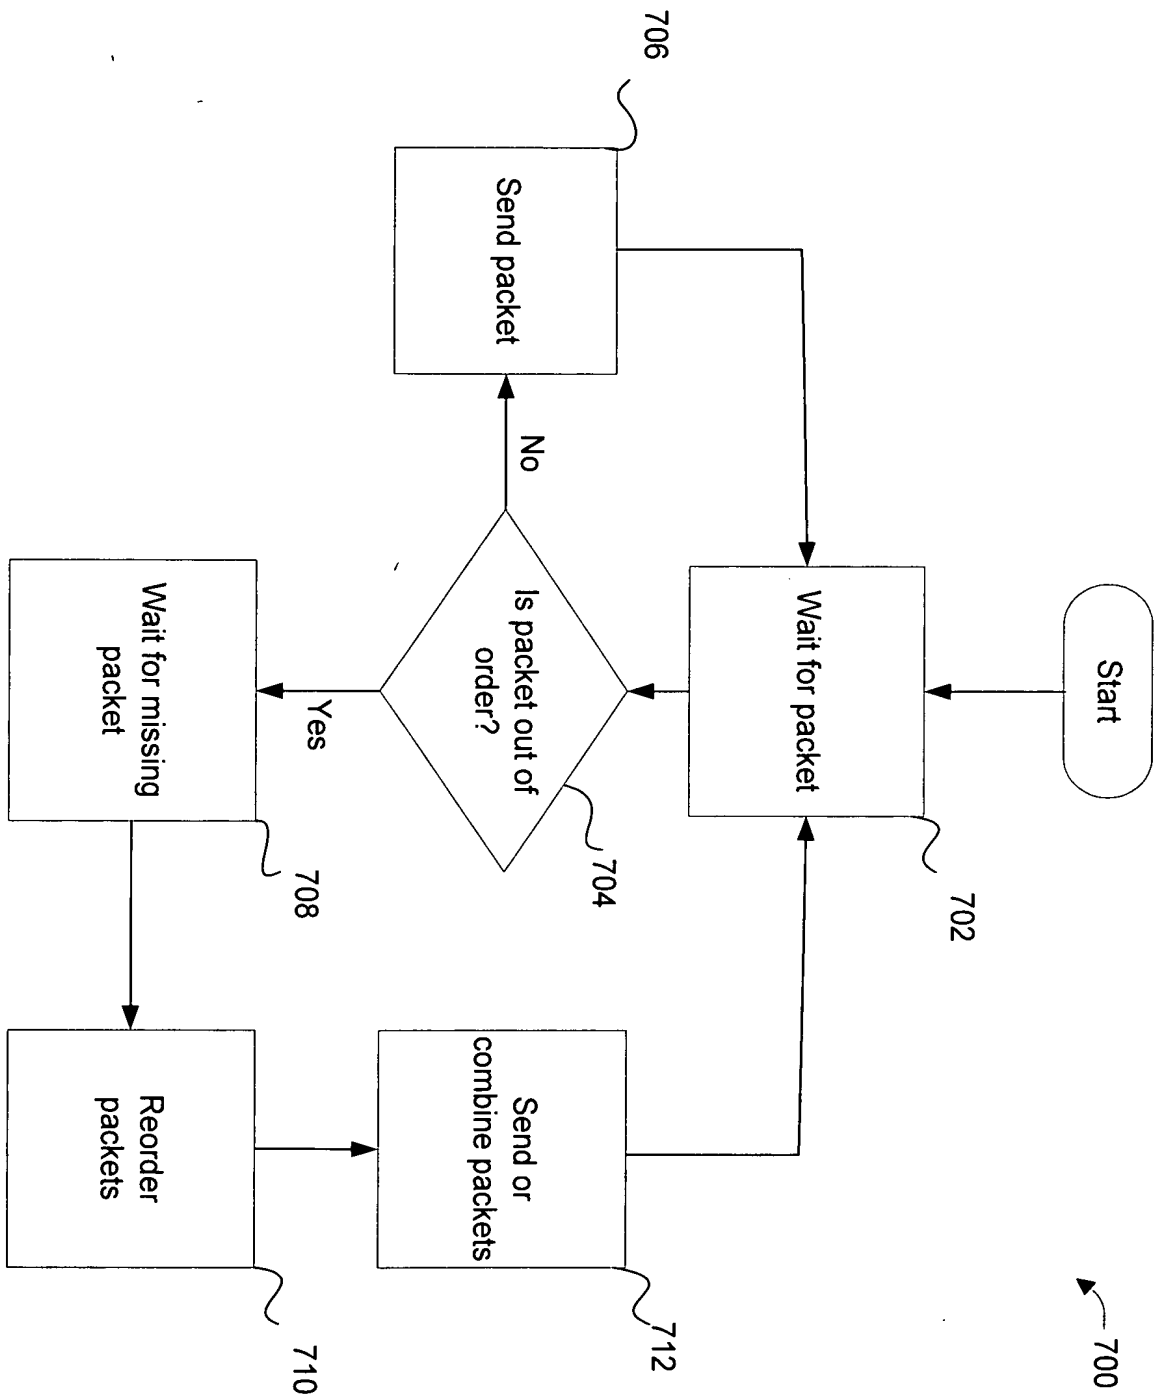 700
Start
Wait for packet
702
706
Send packet
No
Is packet out of
order?
704
Yes
Wait for missing
packet
708
Reorder
packets
710
Send or
combine packets
712